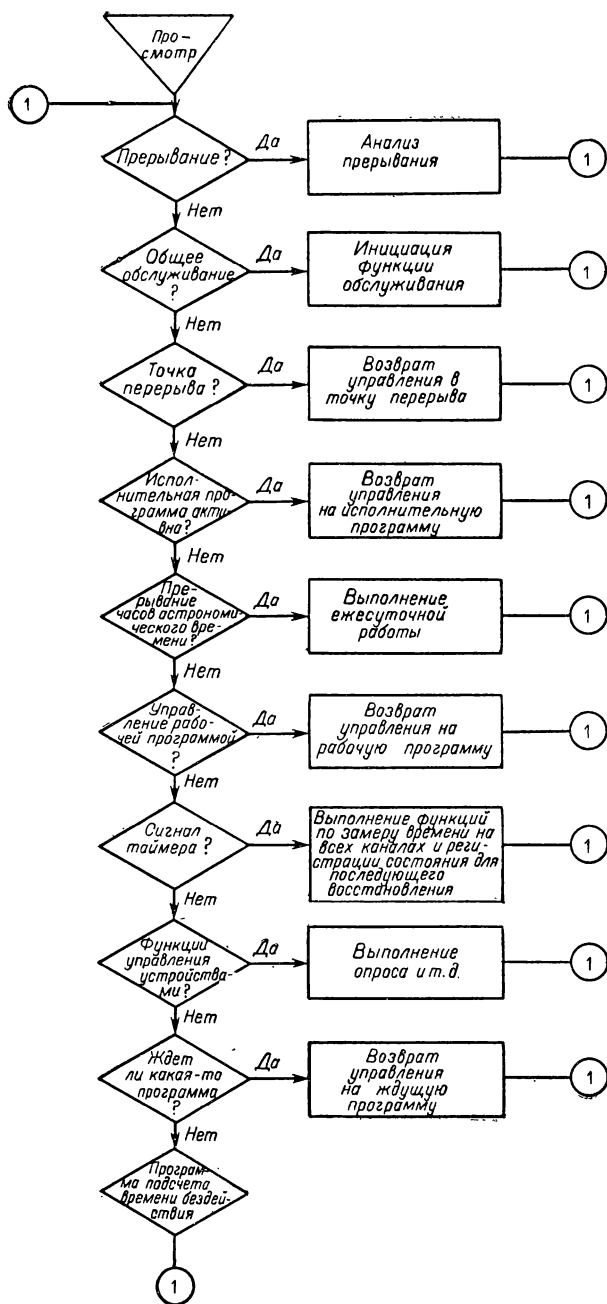 Про-
смотр
1
Прерывание?
Да
Анализ
прерывания
1
Нет
Общее
обслуживание
?
Да
Инициация
функции
обслуживания
1
Нет
Точка
перерыва?
Да
Возврат
управления в
точку перерыва
1
Нет
Испол-
нительная про-
грамма акти-
вна?
Да
Возврат
управления
на исполнительную
программу
1
Нет
Пре-
рывание
часов астрономи-
ческого вре-
мени?
Да
Выполнение
ежесуточной
работы
1
Нет
Управ-
ление рабо-
чей программой
?
Да
Возврат
управления на
рабочую программу
1
Нет
Сигнал
таймера?
Да
Выполнение функций
по замеру времени на
всех каналах и реги-
страции состояния для
последующего
восстановления
1
Нет
Функции
управления
устройства-
ми?
Да
Выполнение
опроса и т.д.
1
Нет
Ждет
ли какая-то
программа
?
Да
Возврат
управления
на ждущую
программу
1
Нет
Програм-
ма подсчета
времени бездей-
ствия
1